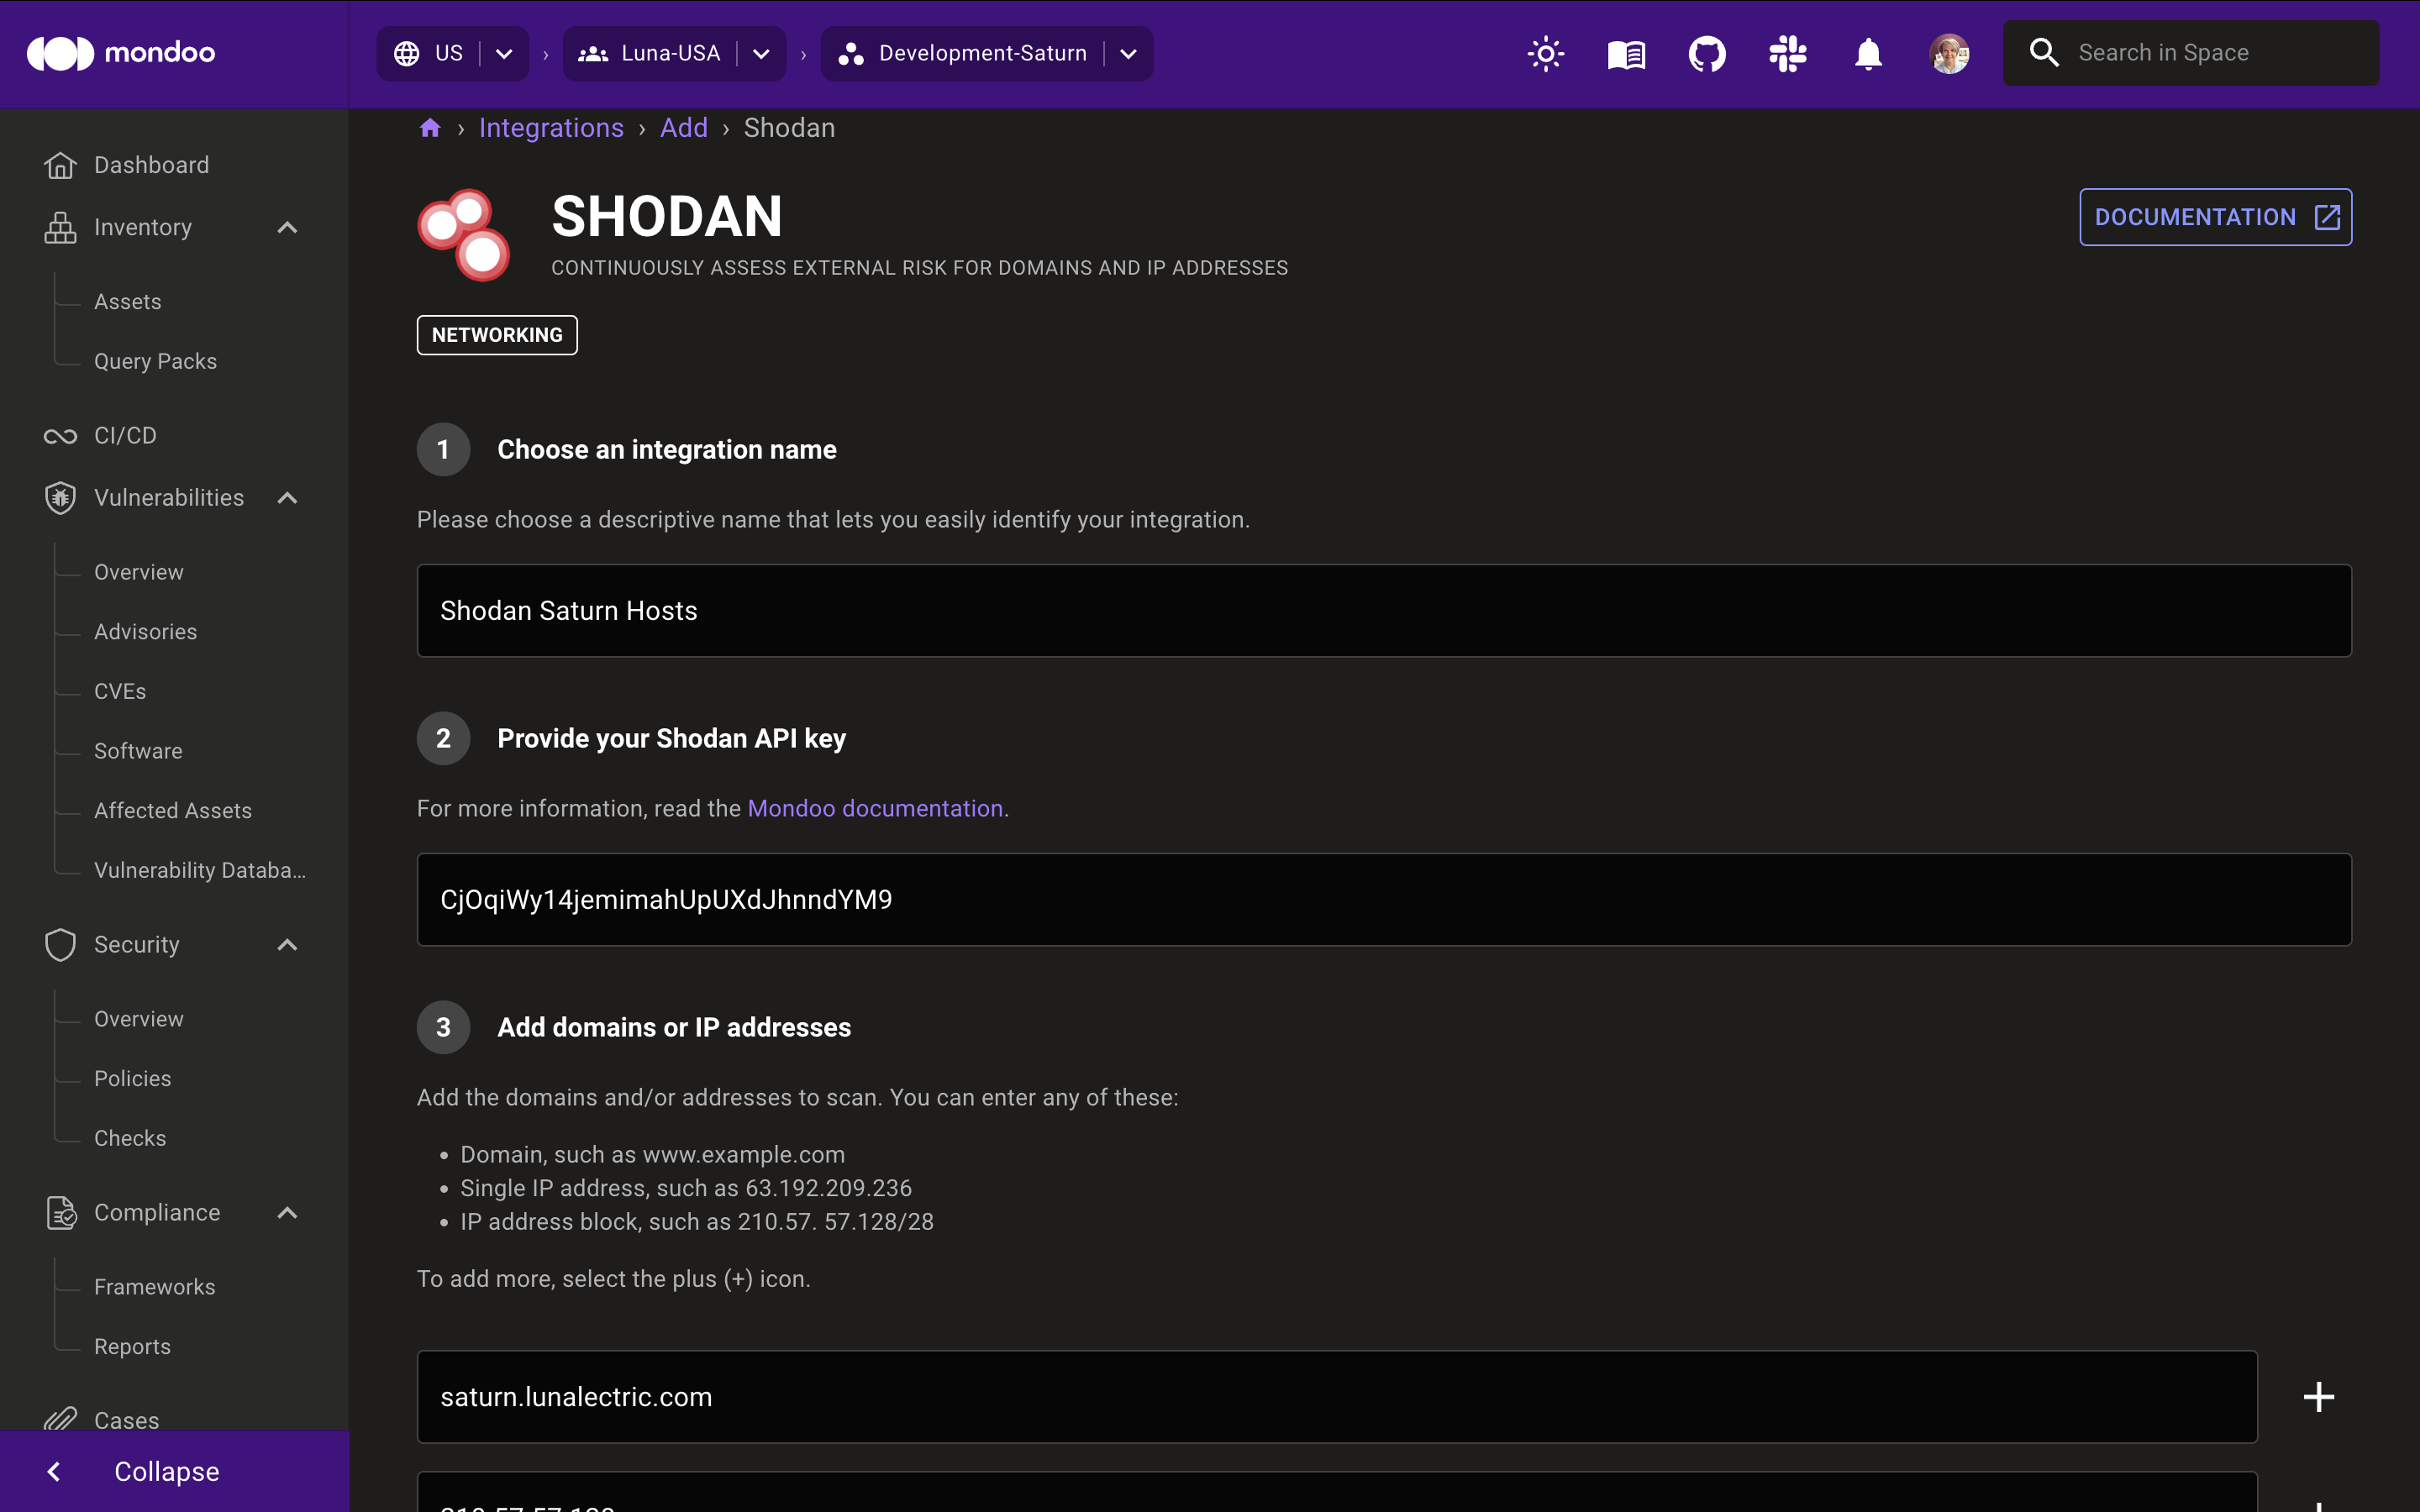 mondoo
US
Luna-USA
Development-Saturn
Search in Space
Dashboard
Inventory
Assets
Query Packs
CI/CD
Vulnerabilities
Overview
Advisories
CVEs
Software
Affected Assets
Vulnerability Databa...
Security
Overview
Policies
Checks
Compliance
Frameworks
Reports
Cases
Collapse
Integrations › Add › Shodan
SHODAN
CONTINUOUSLY ASSESS EXTERNAL RISK FOR DOMAINS AND IP ADDRESSES
DOCUMENTATION
NETWORKING
1 Choose an integration name
Please choose a descriptive name that lets you easily identify your integration.
Shodan Saturn Hosts
2 Provide your Shodan API key
For more information, read the Mondoo documentation.
CjOqiWy14jemimahUpUXdJhnndYM9
3 Add domains or IP addresses
Add the domains and/or addresses to scan. You can enter any of these:
• Domain, such as www.example.com
• Single IP address, such as 63.192.209.236
• IP address block, such as 210.57. 57.128/28
To add more, select the plus (+) icon.
saturn.lunalectric.com